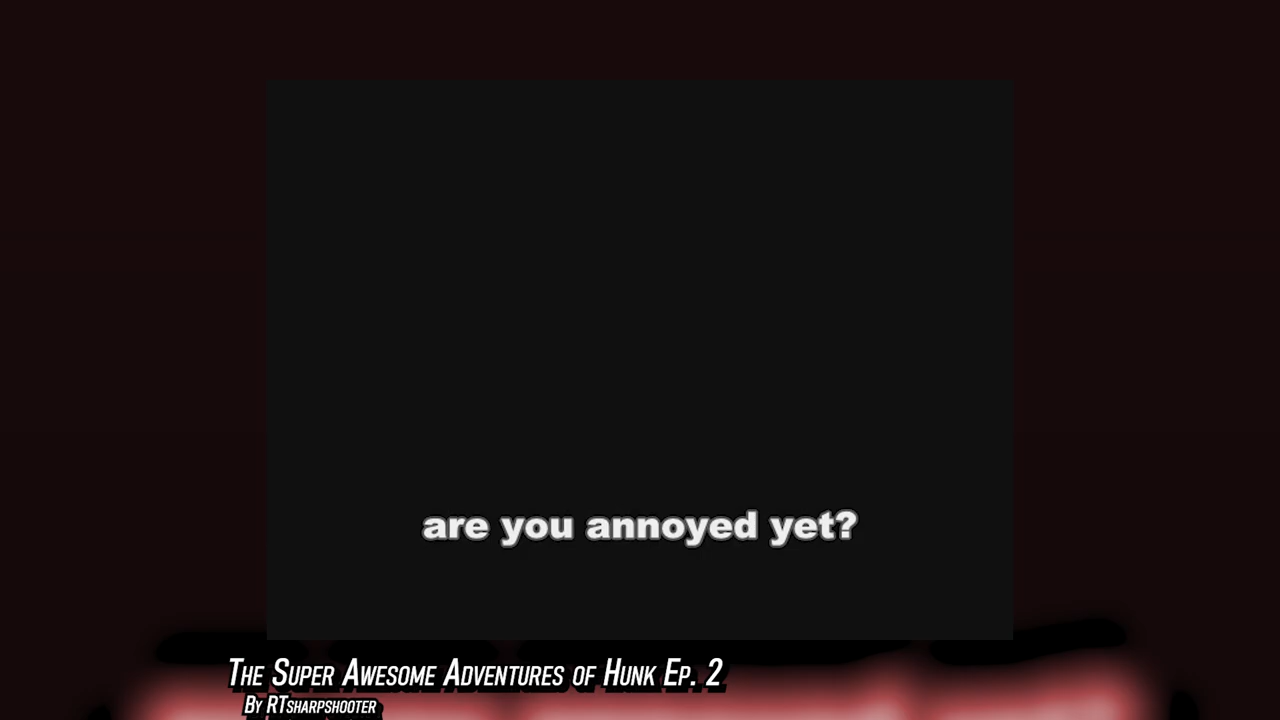 are you annoyed yet?
The Super Awesome Adventures of Hunk Ep. 2
By RTsharpshooter